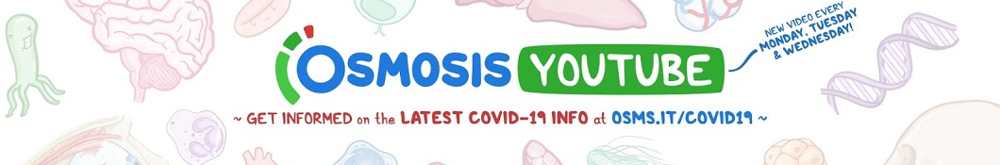 OSMOSIS YOUTUBE
NEW VIDEO EVERY
MONDAY, TUESDAY
& WEDNESDAY!
~ GET INFORMED on the LATEST COVID-19 INFO at OSMS.IT/COVID19 ~